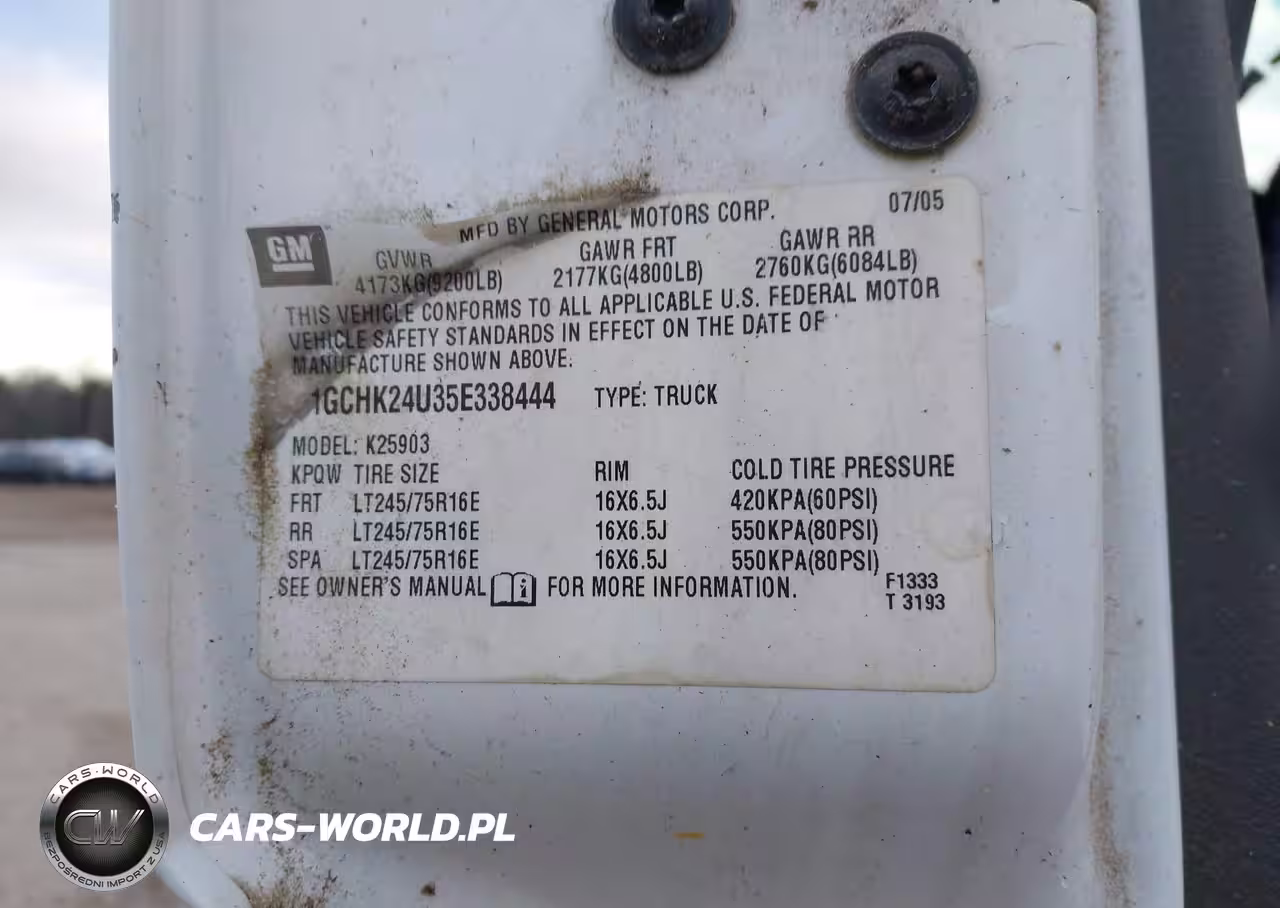 MFD BY GENERAL MOTORS CORP. 07/05
GM
GVWR GAWR FRT GAWR RR
4173KG(9200LB) 2177KG(4800LB) 2760KG(6084LB)
THIS VEHICLE CONFORMS TO ALL APPLICABLE U.S. FEDERAL MOTOR
VEHICLE SAFETY STANDARDS IN EFFECT ON THE DATE OF
MANUFACTURE SHOWN ABOVE:
1GCHK24U35E338444 TYPE: TRUCK
MODEL: K25903
KPQW TIRE SIZE RIM COLD TIRE PRESSURE
FRT LT245/75R16E 16X6.5J 420KPA(60PSI)
RR LT245/75R16E 16X6.5J 550KPA(80PSI)
SPA LT245/75R16E 16X6.5J 550KPA(80PSI)
SEE OWNER'S MANUAL i FOR MORE INFORMATION.
F1333
T 3193
CARS-WORLD
CW
BEZPOŚREDNI IMPORT Z USA
CARS-WORLD.PL